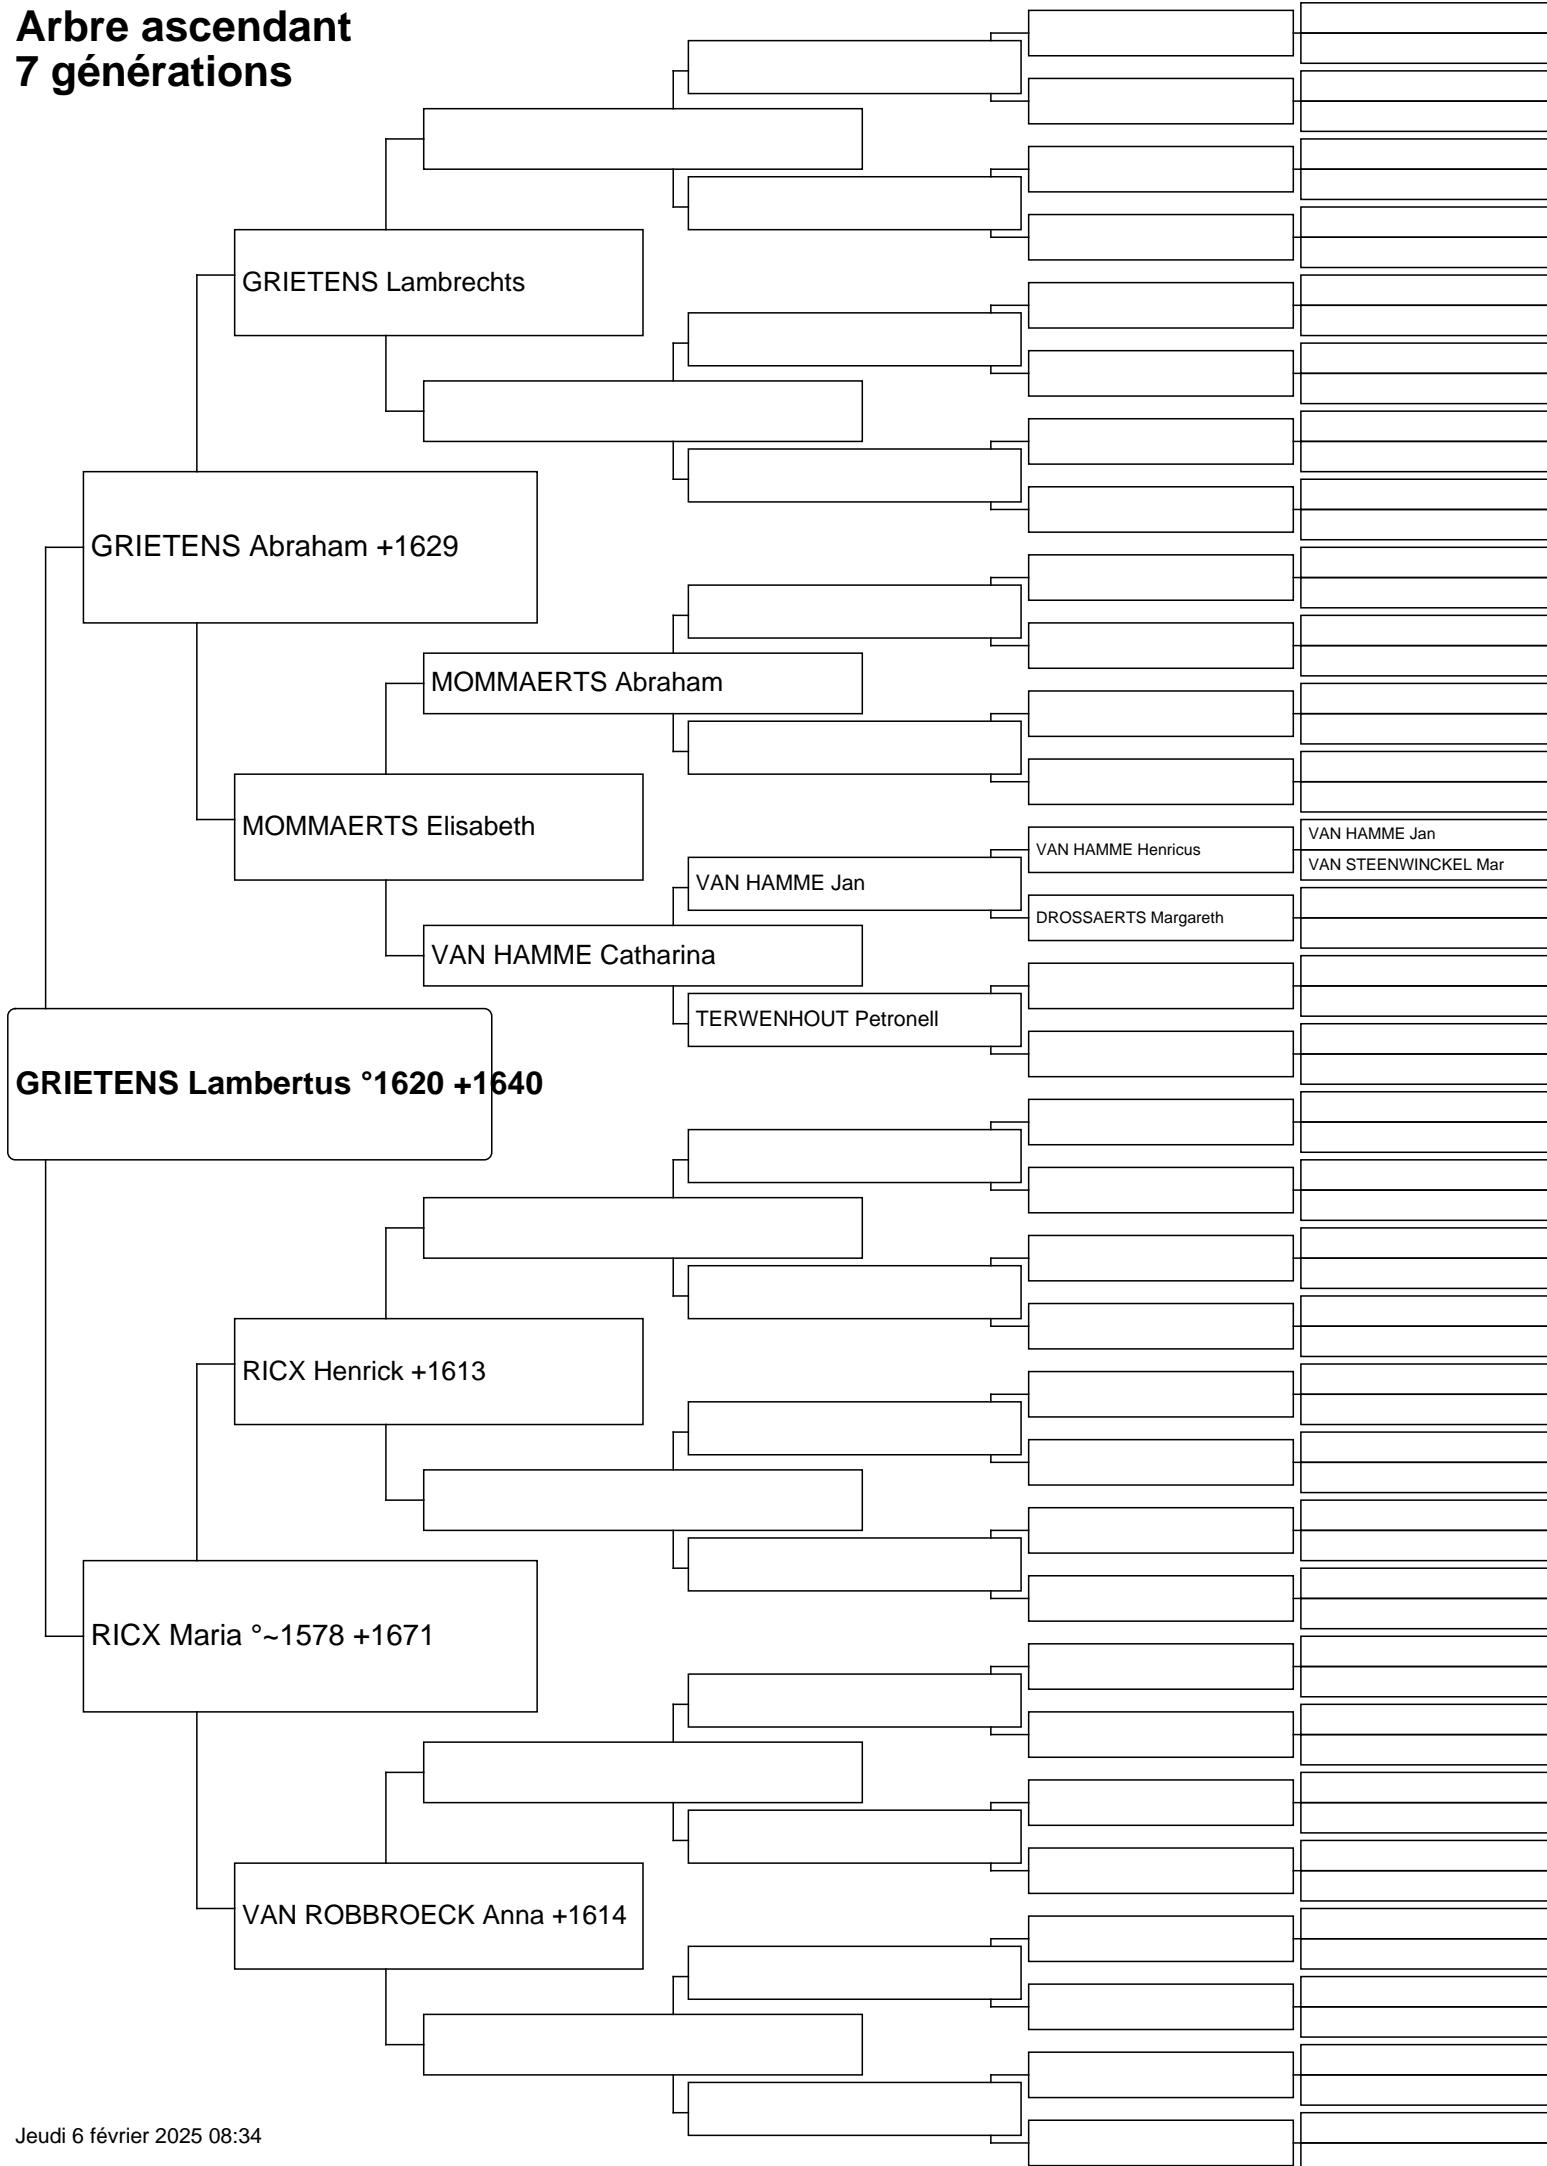 Arbre ascendant
7 générations
GRIETENS Lambrechts
GRIETENS Abraham +1629
MOMMAERTS Abraham
MOMMAERTS Elisabeth
VAN HAMME Jan
VAN HAMME Henricus
VAN STEENWINCKEL Mar
VAN HAMME Jan
DROSSAERTS Margareth
VAN HAMME Catharina
TERWENHOUT Petronell
GRIETENS Lambertus °1620 +1640
RICX Henrick +1613
RICX Maria °~1578 +1671
VAN ROBBROECK Anna +1614
Jeudi 6 février 2025 08:34